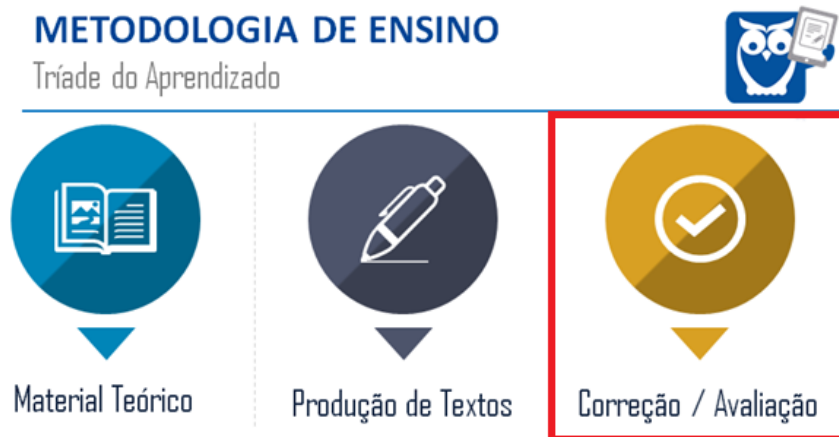 METODOLOGIA DE ENSINO
Tríade do Aprendizado
Material Teórico
Produção de Textos
Correção / Avaliação